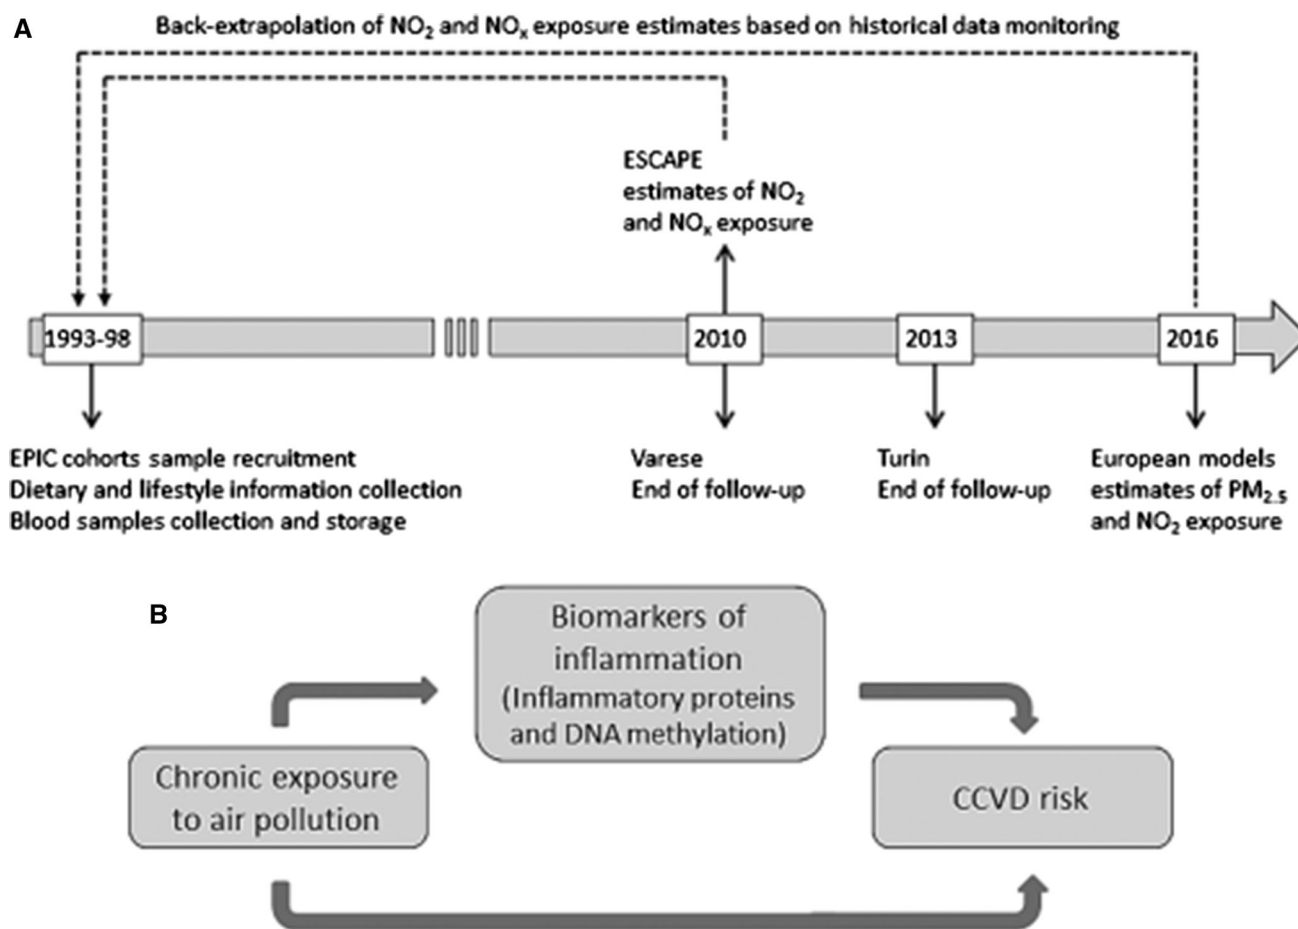 A
Back-extrapolation of NO₂ and NOₓ exposure estimates based on historical data monitoring
ESCAPE
estimates of NO₂
and NOₓ exposure
1993-98
2010
2013
2016
EPIC cohorts sample recruitment
Dietary and lifestyle information collection
Blood samples collection and storage
Varese
End of follow-up
Turin
End of follow-up
European models
estimates of PM₂.₅
and NO₂ exposure
B
Biomarkers of
inflammation
(Inflammatory proteins
and DNA methylation)
Chronic exposure
to air pollution
CCVD risk